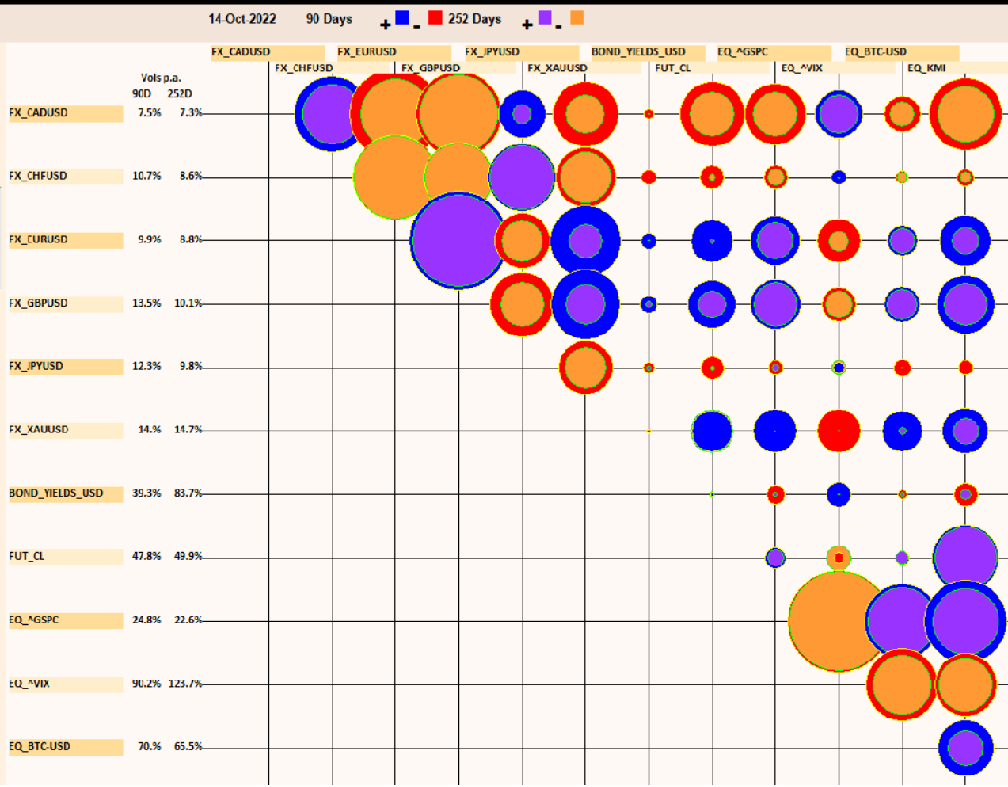 14-Oct-2022 90 Days + - 252 Days + -
FX_CADUSD FX_EURUSD FX_JPYUSD BOND_YIELDS_USD EQ_^GSPC EQ_BTC-USD
FX_CHFUSD FX_GBPUSD FX_XAUUSD FUT_CL EQ_^VIX EQ_KMI
Vols p.a.
90D 252D
FX_CADUSD 7.5% 7.3%
FX_CHFUSD 10.7% 8.6%
FX_EURUSD 9.9% 8.8%
FX_GBPUSD 13.5% 10.1%
FX_JPYUSD 12.3% 9.8%
FX_XAUUSD 14.% 14.7%
BOND_YIELDS_USD 39.3% 83.7%
FUT_CL 47.8% 49.9%
EQ_^GSPC 24.8% 22.6%
EQ_^VIX 90.2% 123.7%
EQ_BTC-USD 70.% 65.5%